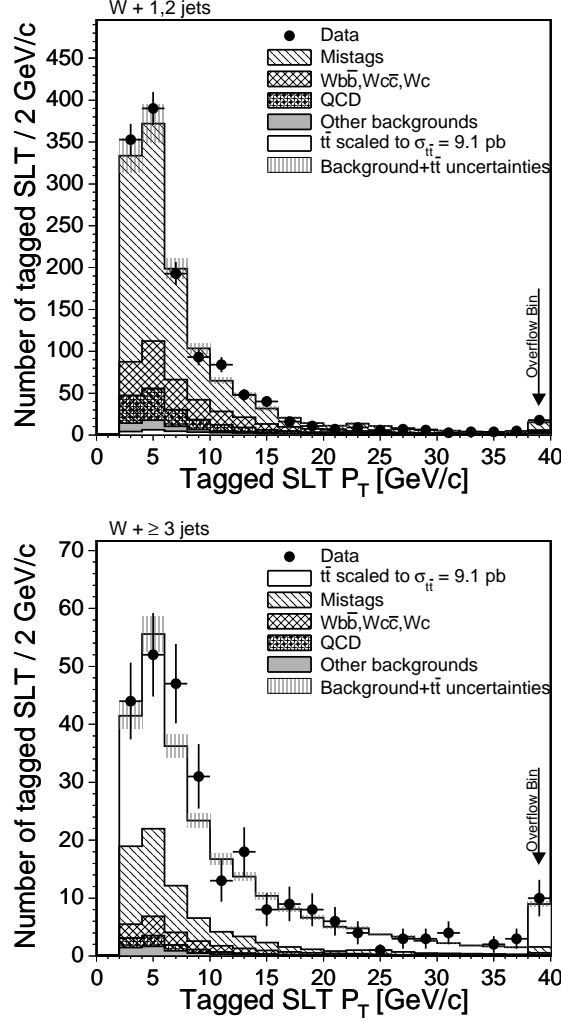 W + 1,2 jets
Number of tagged SLT / 2 GeV/c
450
400
350
300
250
200
150
100
50
0
Data
Mistags
Wbb̅,Wcc̅,Wc
QCD
Other backgrounds
tt̅ scaled to σtt̅ = 9.1 pb
Background+tt̅ uncertainties
Overflow Bin
0 5 10 15 20 25 30 35 40
Tagged SLT PT [GeV/c]
W + ≥ 3 jets
Number of tagged SLT / 2 GeV/c
70
60
50
40
30
20
10
0
Data
tt̅ scaled to σtt̅ = 9.1 pb
Mistags
Wbb̅,Wcc̅,Wc
QCD
Other backgrounds
Background+tt̅ uncertainties
Overflow Bin
0 5 10 15 20 25 30 35 40
Tagged SLT PT [GeV/c]